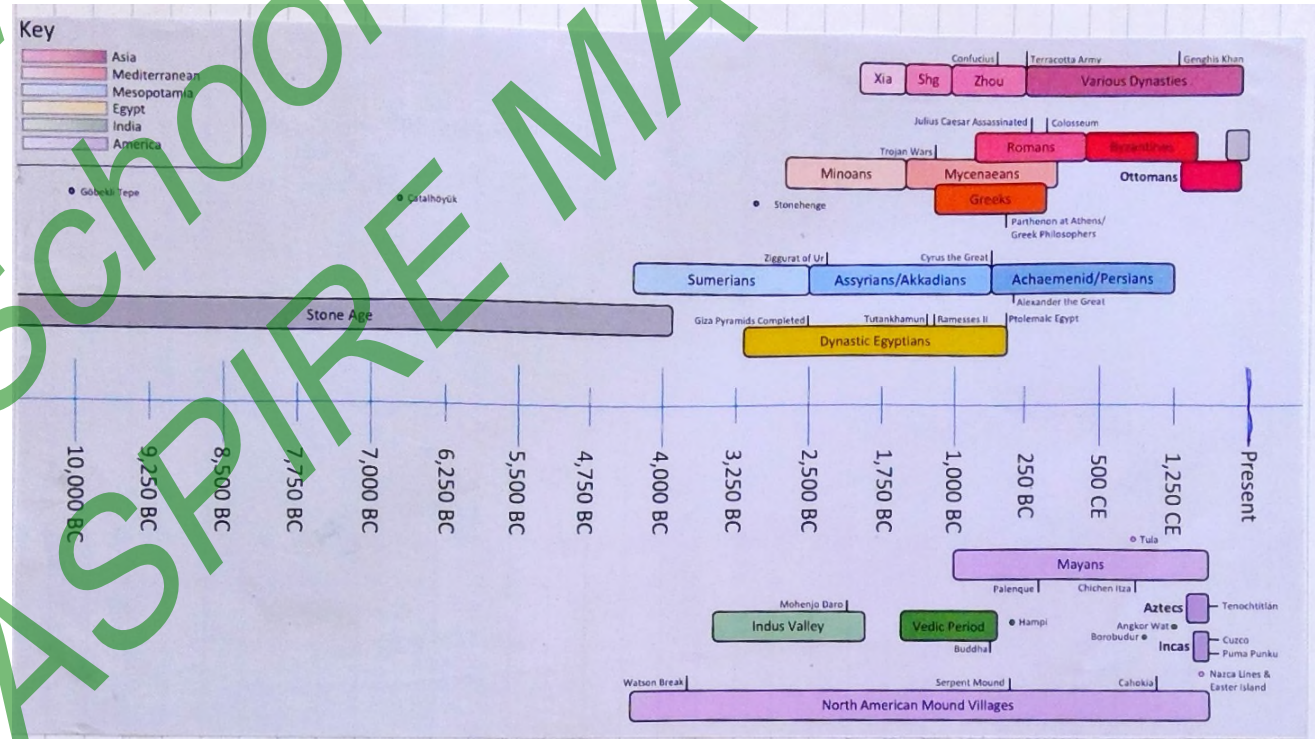 Key
Asia
Mediterranean
Mesopotamia
Egypt
India
America
Confucius
Terracotta Army
Genghis Khan
Xia
Shg
Zhou
Various Dynasties
Julius Caesar Assassinated
Colosseum
Trojan Wars
Romans
Byzantines
Minoans
Mycenaeans
Ottomans
Göbekli Tepe
Çatalhöyük
Stonehenge
Greeks
Parthenon at Athens/
Greek Philosophers
Ziggurat of Ur
Cyrus the Great
Sumerians
Assyrians/Akkadians
Achaemenid/Persians
Alexander the Great
Stone Age
Giza Pyramids Completed
Tutankhamun
Ramesses II
Ptolemaic Egypt
Dynastic Egyptians
10,000 BC
9,250 BC
8,500 BC
7,750 BC
7,000 BC
6,250 BC
5,500 BC
4,750 BC
4,000 BC
3,250 BC
2,500 BC
1,750 BC
1,000 BC
250 BC
500 CE
1,250 CE
Present
Tula
Mayans
Palenque
Chichen Itza
Mohenjo Daro
Aztecs
Tenochtitlán
Indus Valley
Vedic Period
Hampi
Angkor Wat
Borobudur
Buddha
Incas
Cuzco
Puma Punku
Nazca Lines &
Easter Island
Watson Break
Serpent Mound
Cahokia
North American Mound Villages
School
ASPIRE MA